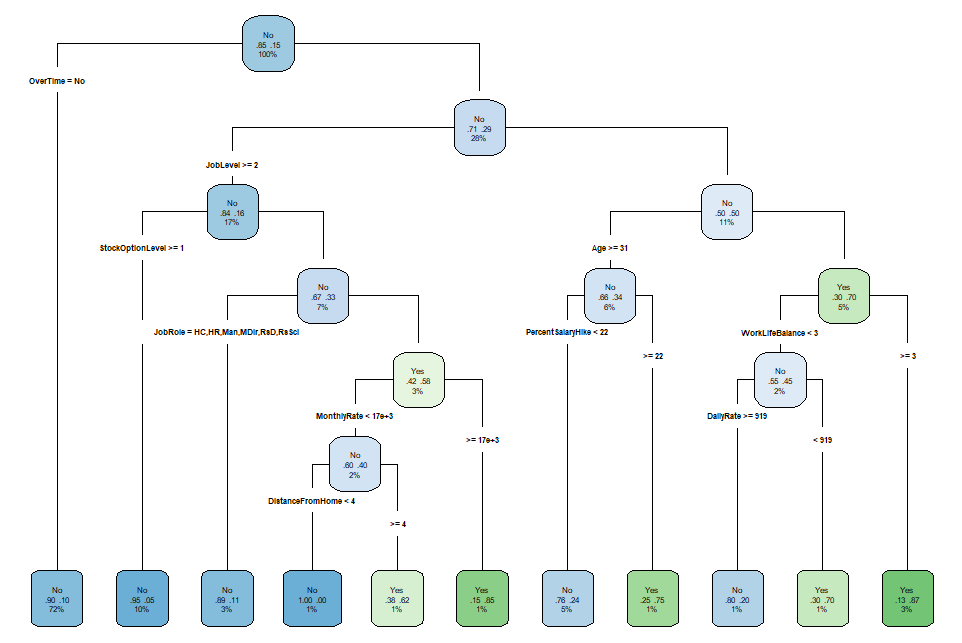 No
.85 .15
100%
OverTime = No
No
.71 .29
28%
JobLevel >= 2
No
.84 .16
17%
No
.50 .50
11%
StockOptionLevel >= 1
Age >= 31
No
.67 .33
7%
No
.66 .34
6%
Yes
.30 .70
5%
JobRole = HC,HR,Man,MDir,RsD,RsScI
PercentSalaryHike < 22
WorkLifeBalance < 3
>= 22
>= 3
Yes
.42 .58
3%
No
.55 .45
2%
MonthlyRate < 17e+3
DailyRate >= 919
>= 17e+3
< 919
No
.60 .40
2%
DistanceFromHome < 4
>= 4
No
.90 .10
72%
No
.95 .05
10%
No
.89 .11
3%
No
1.00 .00
1%
Yes
.38 .62
1%
Yes
.15 .85
1%
No
.76 .24
5%
Yes
.25 .75
1%
No
.80 .20
1%
Yes
.30 .70
1%
Yes
.13 .87
3%